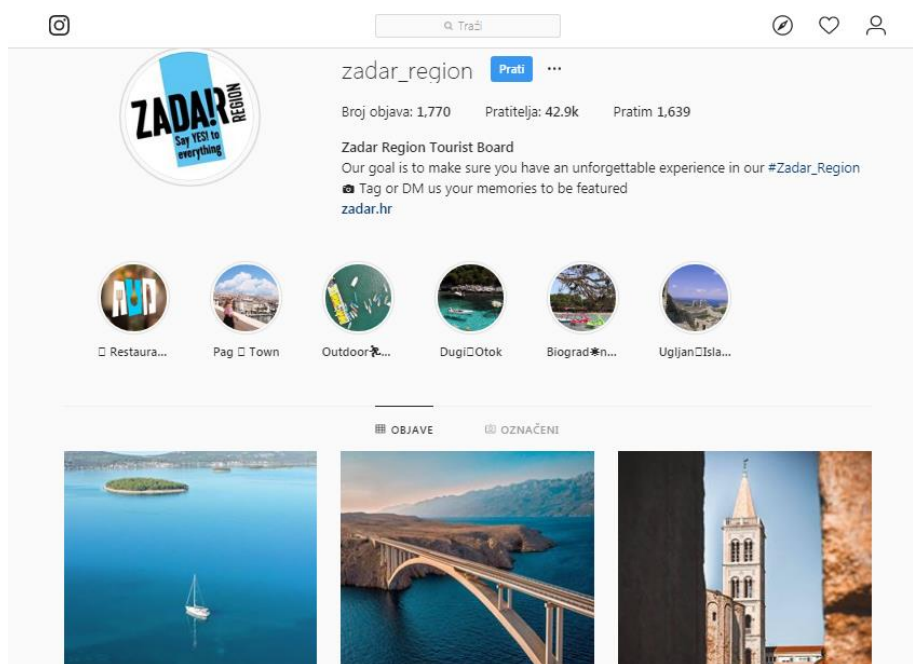 Traži
zadar_region Prati ...
Broj objava: 1,770 Pratitelja: 42.9k Pratim 1,639
Zadar Region Tourist Board
Our goal is to make sure you have an unforgettable experience in our #Zadar_Region
Tag or DM us your memories to be featured
zadar.hr
ZADAR
REGION
Say YES! to
everything
Restaura...
Pag Town
Outdoor...
Dugi Otok
Biograd n...
Ugljan Isla...
OBJAVE
OZNAČENI